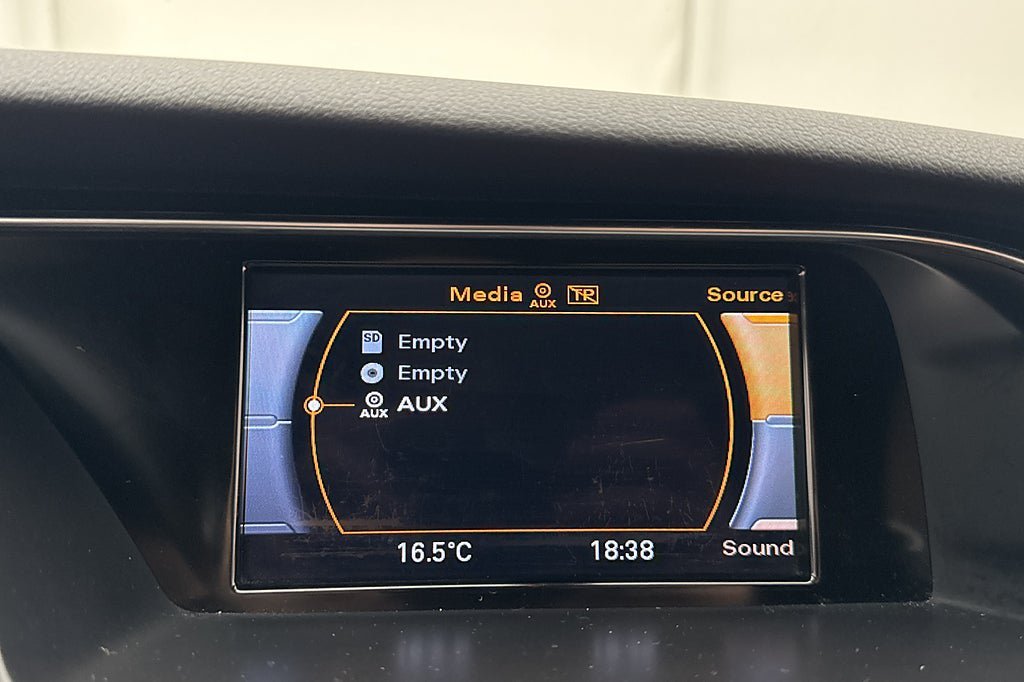 Media AUX TP Source
SD Empty
Empty
AUX AUX
16.5°C 18:38 Sound